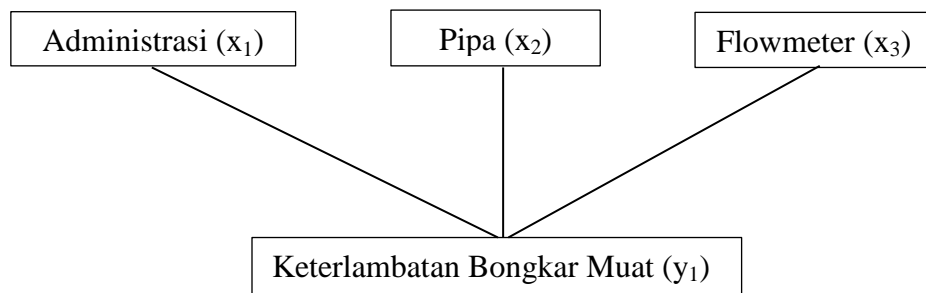 Administrasi (x₁)
Pipa (x₂)
Flowmeter (x₃)
Keterlambatan Bongkar Muat (y₁)